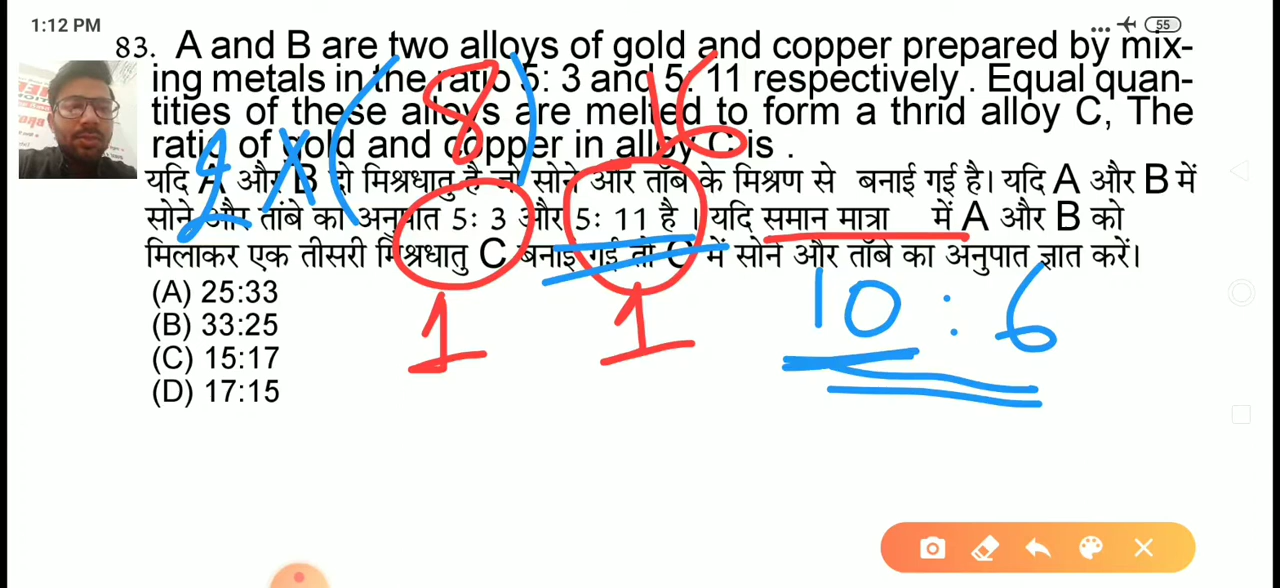 1:12 PM
55
83. A and B are two alloys of gold and copper prepared by mix-
ing metals in the ratio 5: 3 and 5: 11 respectively . Equal quan-
tities of these alloys are melted to form a thrid alloy C, The
ratio of gold and copper in alloy C is .
8
16
2 × ( )
यदि A और B दो मिश्रधातु है जो सोने और ताँबे के मिश्रण से बनाई गई है। यदि A और B में
सोने और तांबे का अनुपात 5: 3 और 5: 11 है । यदि समान मात्रा में A और B को
मिलाकर एक तीसरी मिश्रधातु C बनाई गई तो C में सोने और ताँबे का अनुपात ज्ञात करें।
1
1
10 : 6
(A) 25:33
(B) 33:25
(C) 15:17
(D) 17:15